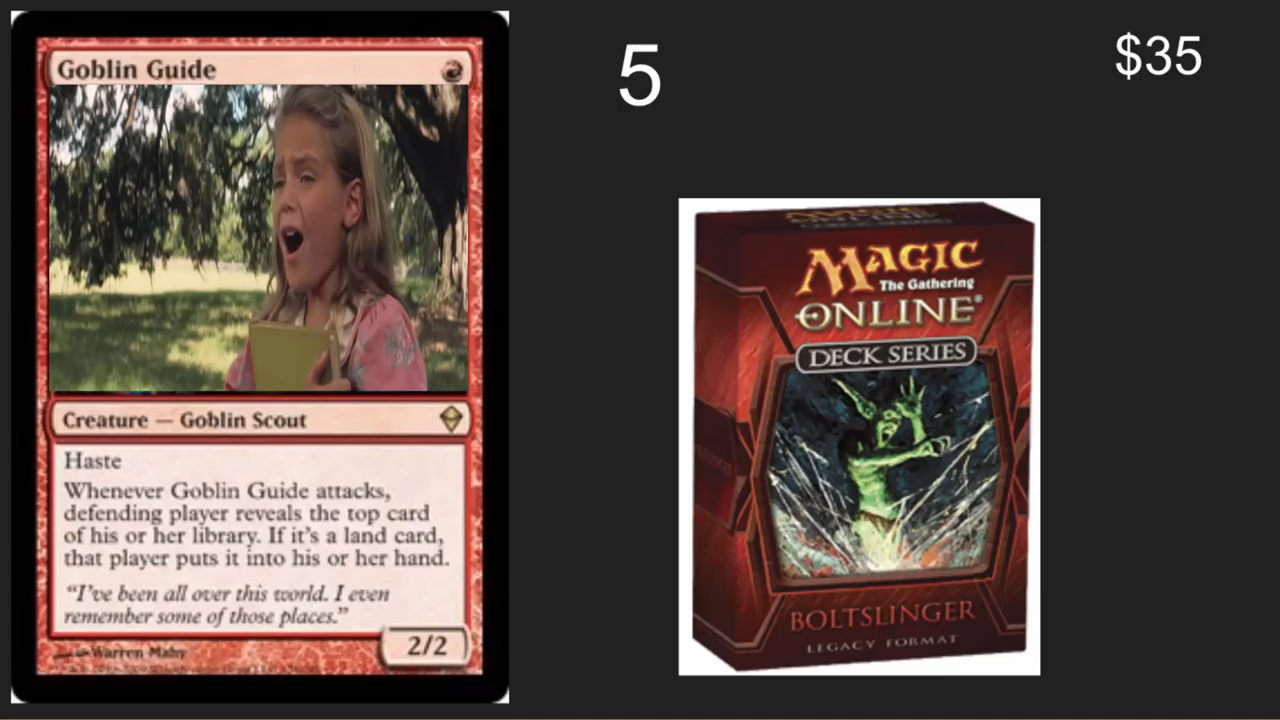 Goblin Guide
Creature — Goblin Scout
Haste
Whenever Goblin Guide attacks,
defending player reveals the top card
of his or her library. If it's a land card,
that player puts it into his or her hand.
"I've been all over this world. I even
remember some of those places."
Warren Mahy
2/2
5
$35
MAGIC
The Gathering
ONLINE®
DECK SERIES
BOLTSLINGER
LEGACY FORMAT